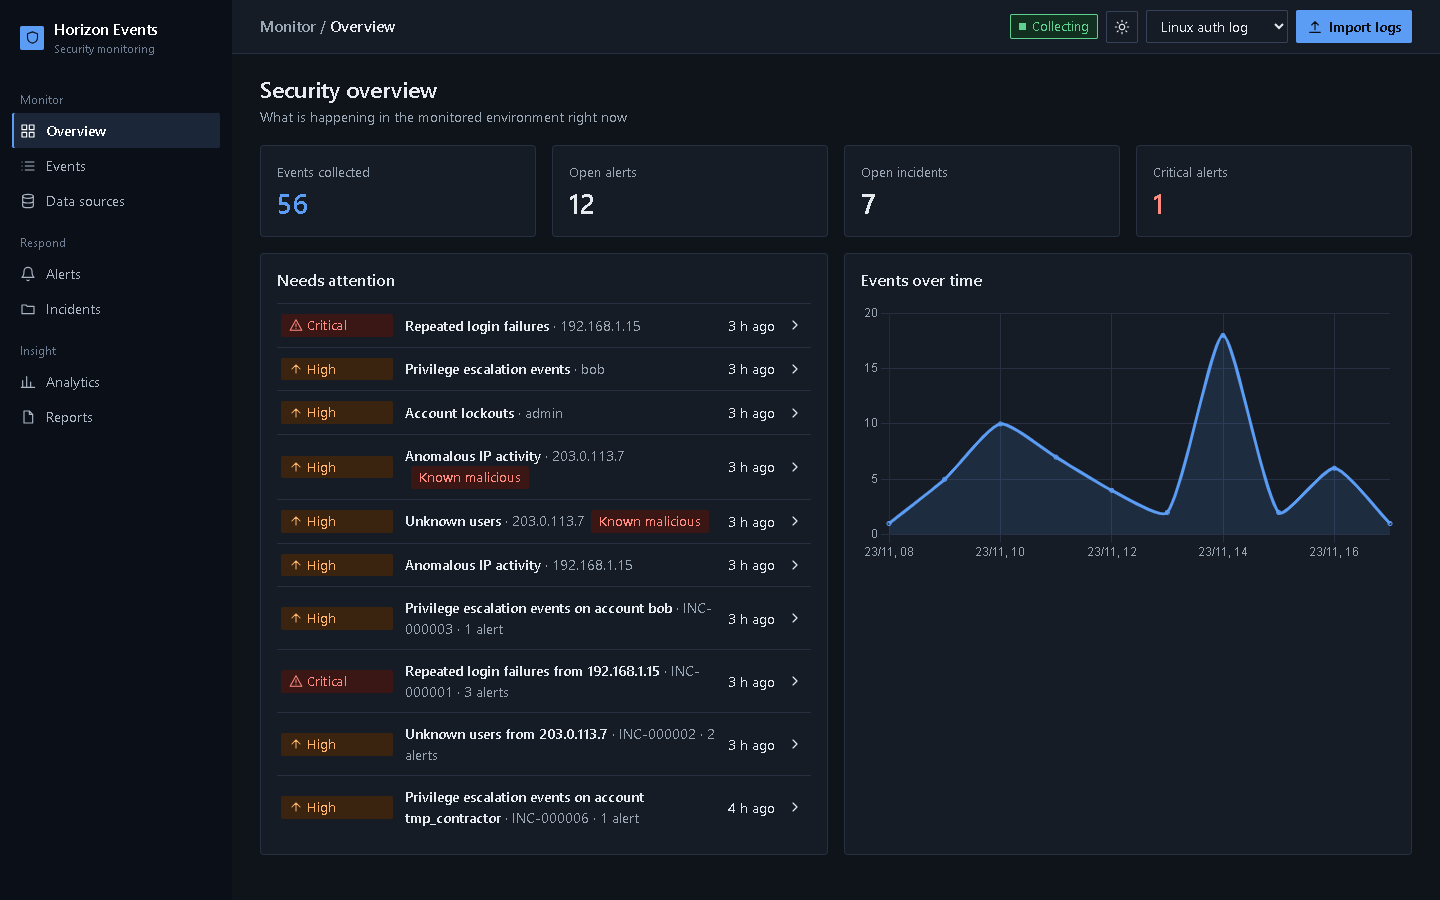 Horizon Events
Security monitoring
Monitor
Overview
Events
Data sources
Respond
Alerts
Incidents
Insight
Analytics
Reports
Monitor / Overview
Collecting
Linux auth log
Import logs
Security overview
What is happening in the monitored environment right now
Events collected
56
Open alerts
12
Open incidents
7
Critical alerts
1
Needs attention
Critical Repeated login failures · 192.168.1.15 3 h ago
High Privilege escalation events · bob 3 h ago
High Account lockouts · admin 3 h ago
High Anomalous IP activity · 203.0.113.7 3 h ago
Known malicious
High Unknown users · 203.0.113.7 Known malicious 3 h ago
High Anomalous IP activity · 192.168.1.15 3 h ago
High Privilege escalation events on account bob · INC-
000003 · 1 alert 3 h ago
Critical Repeated login failures from 192.168.1.15 · INC-
000001 · 3 alerts 3 h ago
High Unknown users from 203.0.113.7 · INC-000002 · 2
alerts 3 h ago
High Privilege escalation events on account
tmp_contractor · INC-000006 · 1 alert 4 h ago
Events over time
20
15
10
5
0
23/11, 08 23/11, 10 23/11, 12 23/11, 14 23/11, 16